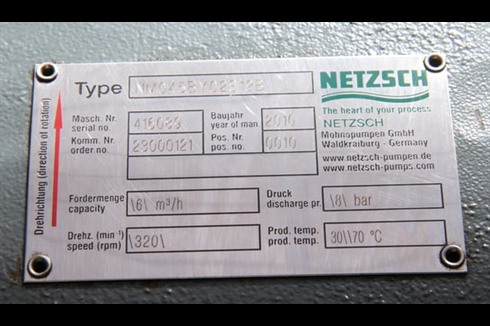 Type
NETZSCH
The heart of your process
NETZSCH
Mohnopumpen GmbH
Waldkraiburg - Germany
www.netzsch-pumpen.de
www.netzsch-pumps.com
Masch. Nr. serial no. 416089
Baujahr year of man. 2010
Komm. Nr. order no. 29000121
Pos. Nr. pos. no. 0010
Fordermenge capacity \6\ m³/h
Druck discharge pr. \8\ bar
Drehz. (min⁻¹) speed (rpm) \320\
Prod. temp. prod. temp. 30\\70 °C
Drehrichtung (direction of rotation)